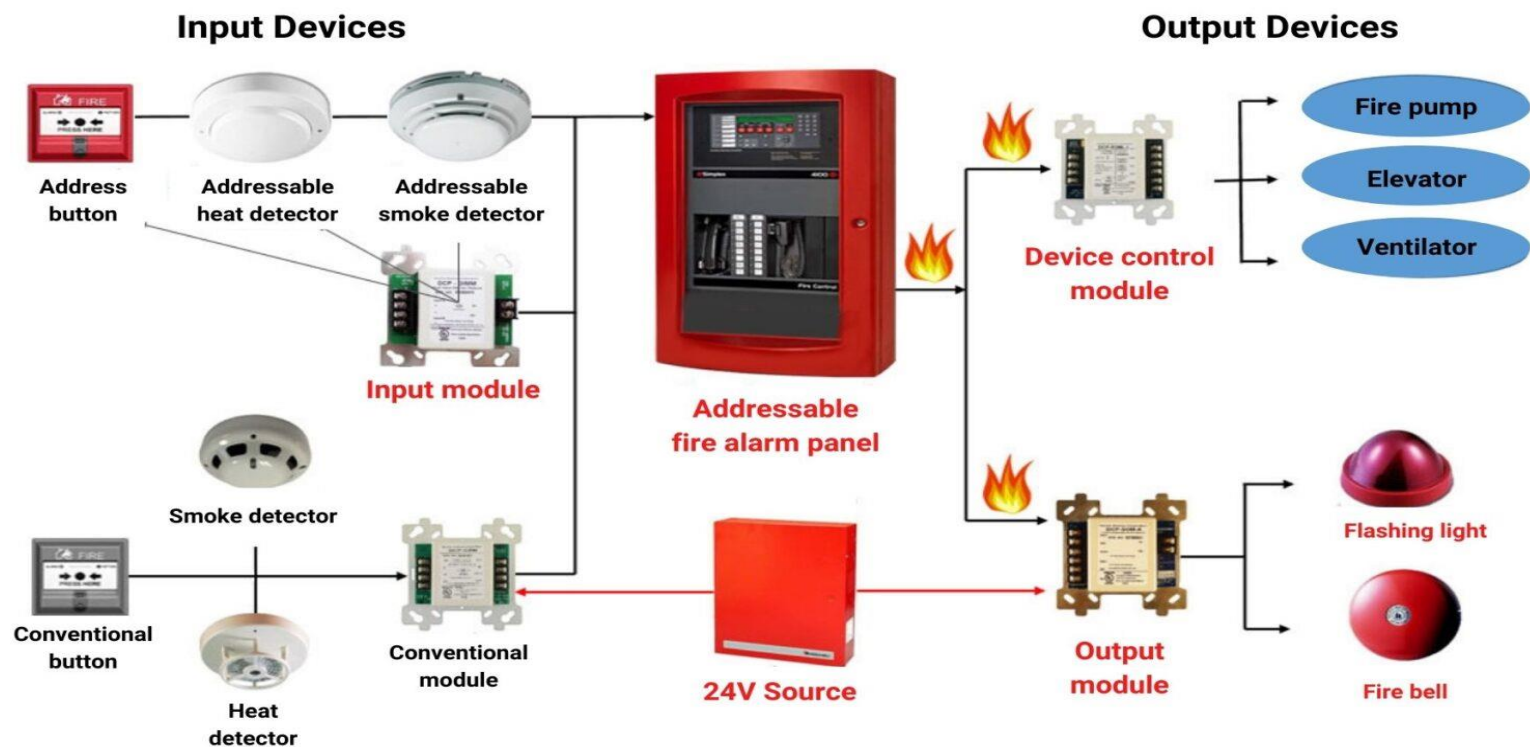 Input Devices
Output Devices
FIRE
PRESS HERE
Address
button
Addressable
heat detector
Addressable
smoke detector
Input module
Simplex
4100
Fire Control
Addressable
fire alarm panel
Device control
module
Fire pump
Elevator
Ventilator
Smoke detector
FIRE
PRESS HERE
Conventional
button
Heat
detector
Conventional
module
24V Source
Output
module
Flashing light
Fire bell